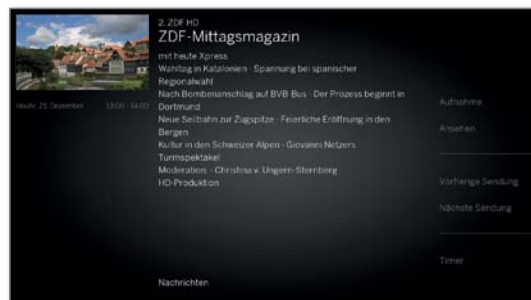 2. ZDF HD
ZDF-Mittagsmagazin
mit heute Xpress
Wahltag in Katalonien - Spannung bei spanischer
Regionalwahl
Nach Bombenanschlag auf BVB-Bus - Der Prozess beginnt in
Dortmund
Neue Seilbahn zur Zugspitze - Feierliche Eröffnung in den
Bergen
Kultur in den Schweizer Alpen - Giovanni Netzers
Turmspektakel
Moderation: - Christina v. Ungern-Sternberg
HD-Produktion
Heute, 21. Dezember 13:00 - 14:00
Aufnahme
Ansehen
Vorherige Sendung
Nächste Sendung
Timer
Nachrichten